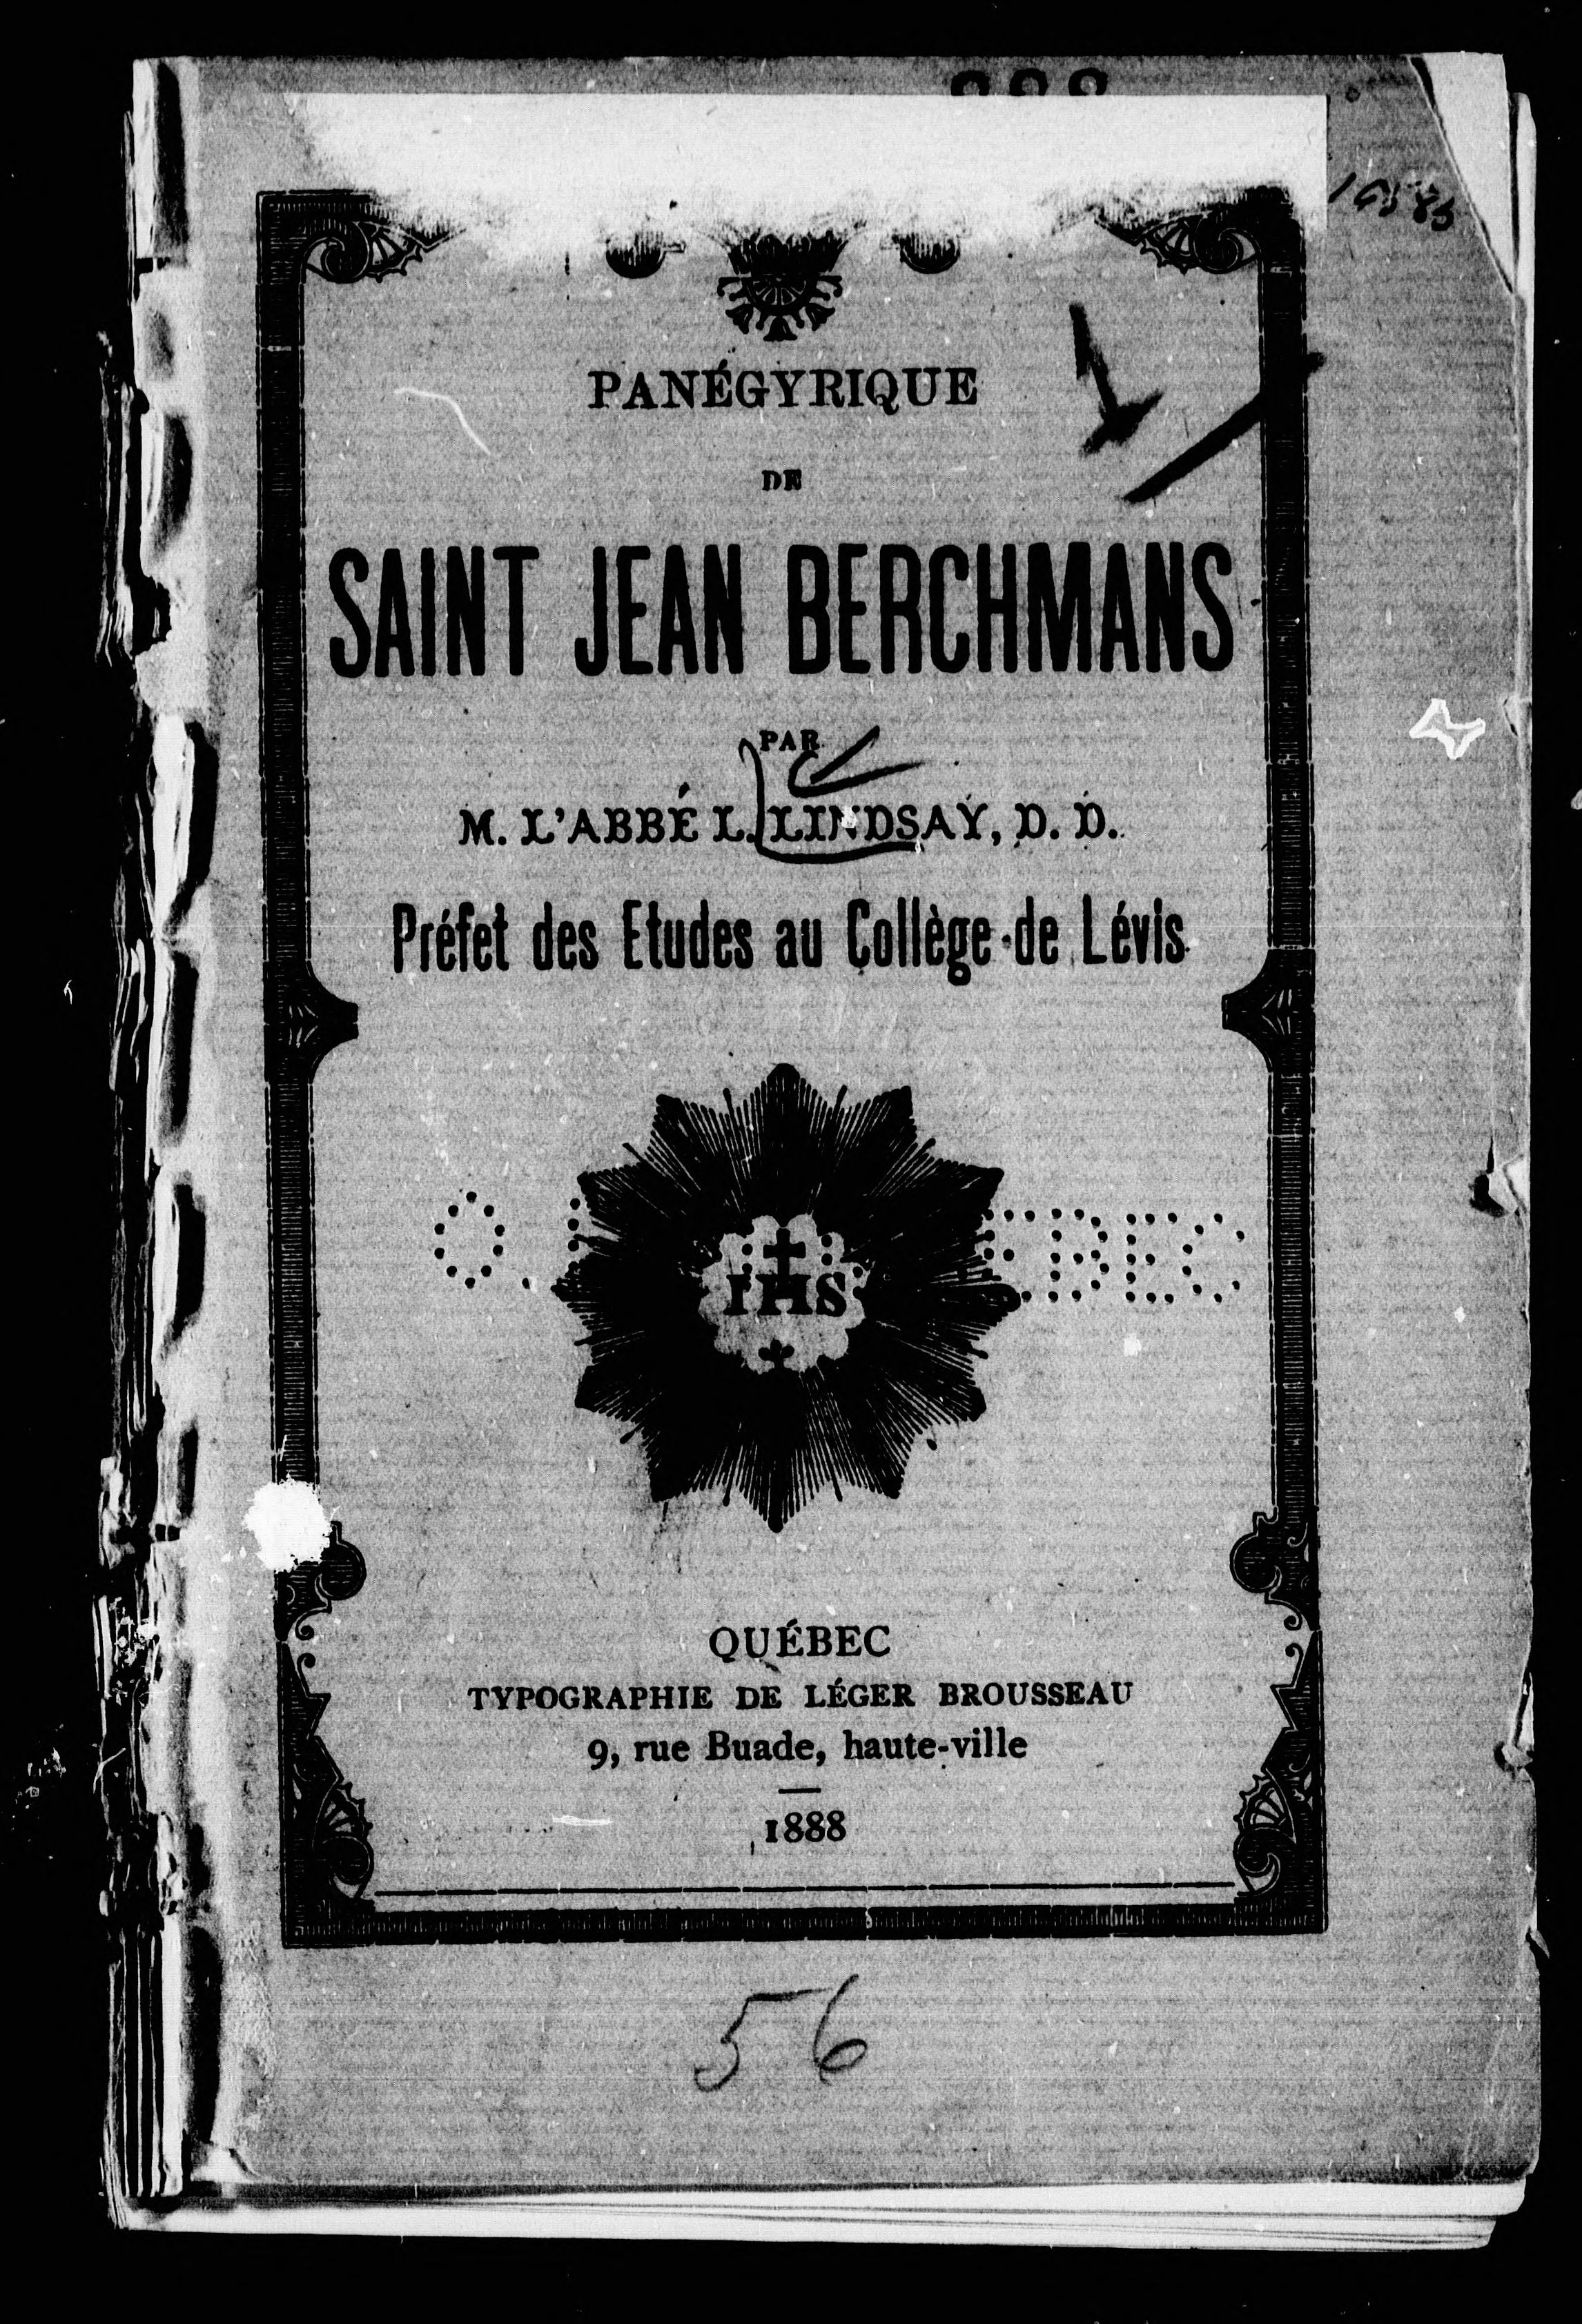 PANÉGYRIQUE
DE
SAINT JEAN BERCHMANS
PAR
M. L'ABBÉ L. LINDSAY, D. D.
Préfet des Etudes au Collège de Lévis
IHS
QUÉBEC
TYPOGRAPHIE DE LÉGER BROUSSEAU
9, rue Buade, haute-ville
1888
56